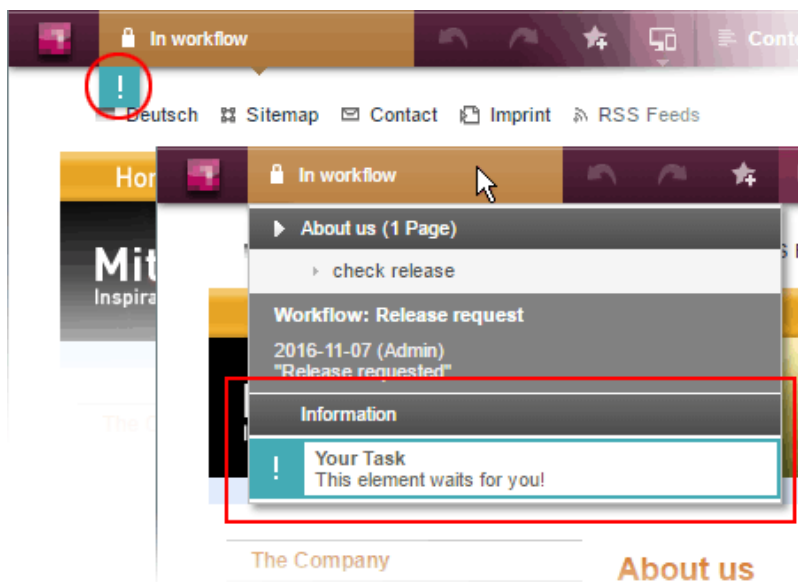 In workflow
Conte
!
Deutsch Sitemap Contact Imprint RSS Feeds
Hor
In workflow
About us (1 Page)
check release
Mit
Inspira
Workflow: Release request
2016-11-07 (Admin)
"Release requested"
Information
!
Your Task
This element waits for you!
The C
The Company
About us